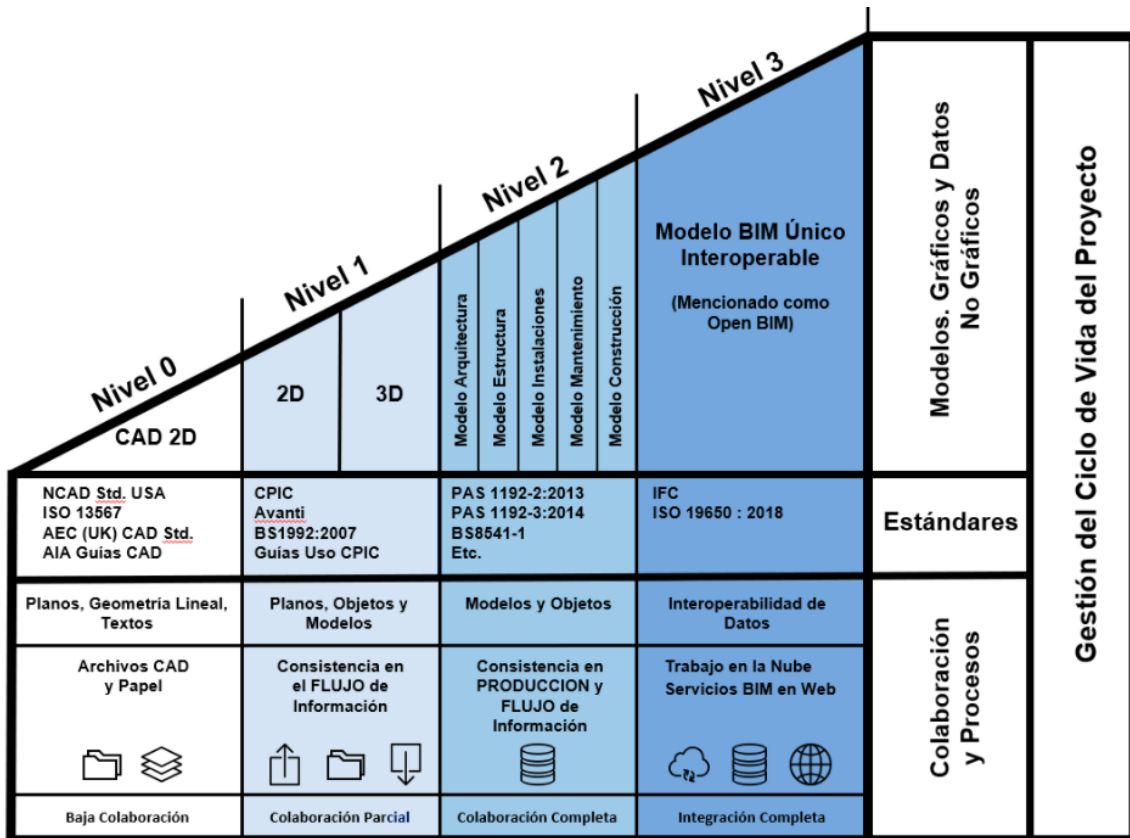 Nivel 0
Nivel 1
Nivel 2
Nivel 3
CAD 2D
2D
3D
Modelo Arquitectura
Modelo Estructura
Modelo Instalaciones
Modelo Mantenimiento
Modelo Construcción
Modelo BIM Único
Interoperable
(Mencionado como
Open BIM)
Modelos. Gráficos y Datos
No Gráficos
Gestión del Ciclo de Vida del Proyecto
NCAD Std. USA
ISO 13567
AEC (UK) CAD Std.
AIA Guías CAD
CPIC
Avanti
BS1992:2007
Guías Uso CPIC
PAS 1192-2:2013
PAS 1192-3:2014
BS8541-1
Etc.
IFC
ISO 19650 : 2018
Estándares
Planos, Geometría Lineal,
Textos
Planos, Objetos y
Modelos
Modelos y Objetos
Interoperabilidad de
Datos
Archivos CAD
y Papel
Consistencia en
el FLUJO de
Información
Consistencia en
PRODUCCION y
FLUJO de
Información
Trabajo en la Nube
Servicios BIM en Web
Colaboración
y Procesos
Baja Colaboración
Colaboración Parcial
Colaboración Completa
Integración Completa